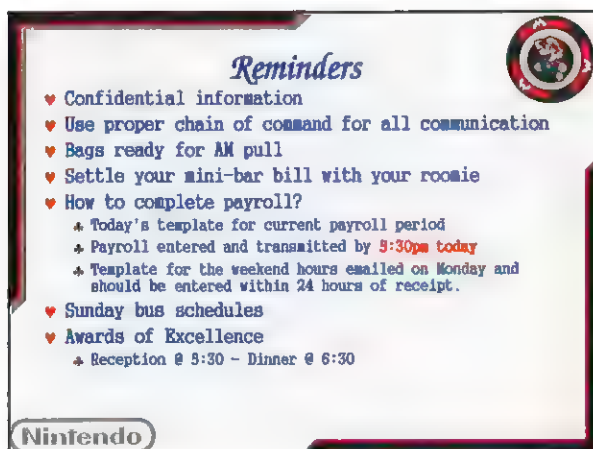 Reminders
Confidential information
Use proper chain of command for all communication
Bags ready for AM pull
Settle your mini-bar bill with your roomie
How to complete payroll?
Today's template for current payroll period
Payroll entered and transmitted by 5:30pm today
Template for the weekend hours emailed on Monday and
should be entered within 24 hours of receipt.
Sunday bus schedules
Awards of Excellence
Reception @ 5:30 - Dinner @ 6:30
Nintendo